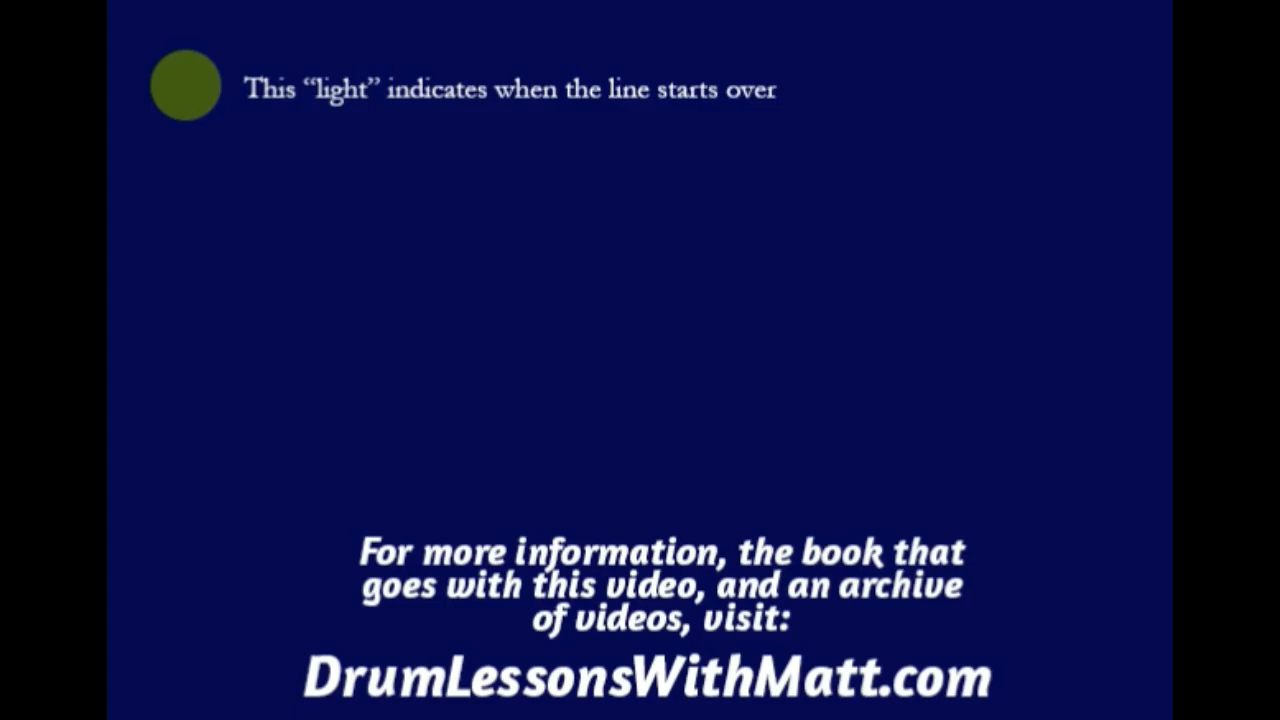 This “light” indicates when the line starts over
For more information, the book that
goes with this video, and an archive
of videos, visit:
DrumLessonsWithMatt.com